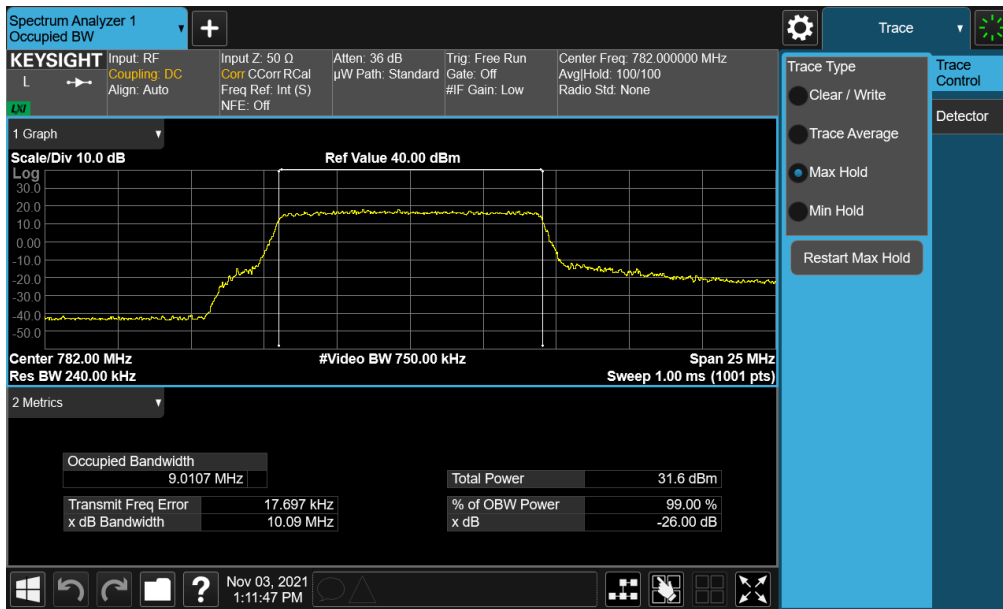 Spectrum Analyzer 1
Occupied BW
Trace
KEYSIGHT
L
LXI
Input: RF
Coupling: DC
Align: Auto
Input Z: 50 Ω
Corr CCorr RCal
Freq Ref: Int (S)
NFE: Off
Atten: 36 dB
µW Path: Standard
Trig: Free Run
Gate: Off
#IF Gain: Low
Center Freq: 782.000000 MHz
Avg|Hold: 100/100
Radio Std: None
Trace Type
Clear / Write
Trace Average
Max Hold
Min Hold
Restart Max Hold
Trace
Control
Detector
1 Graph
Scale/Div 10.0 dB
Ref Value 40.00 dBm
Log
30.0
20.0
10.0
0.00
-10.0
-20.0
-30.0
-40.0
-50.0
Center 782.00 MHz
#Video BW 750.00 kHz
Span 25 MHz
Res BW 240.00 kHz
Sweep 1.00 ms (1001 pts)
2 Metrics
Occupied Bandwidth
9.0107 MHz
Total Power 31.6 dBm
Transmit Freq Error 17.697 kHz
% of OBW Power 99.00 %
x dB Bandwidth 10.09 MHz
x dB -26.00 dB
?
Nov 03, 2021
1:11:47 PM